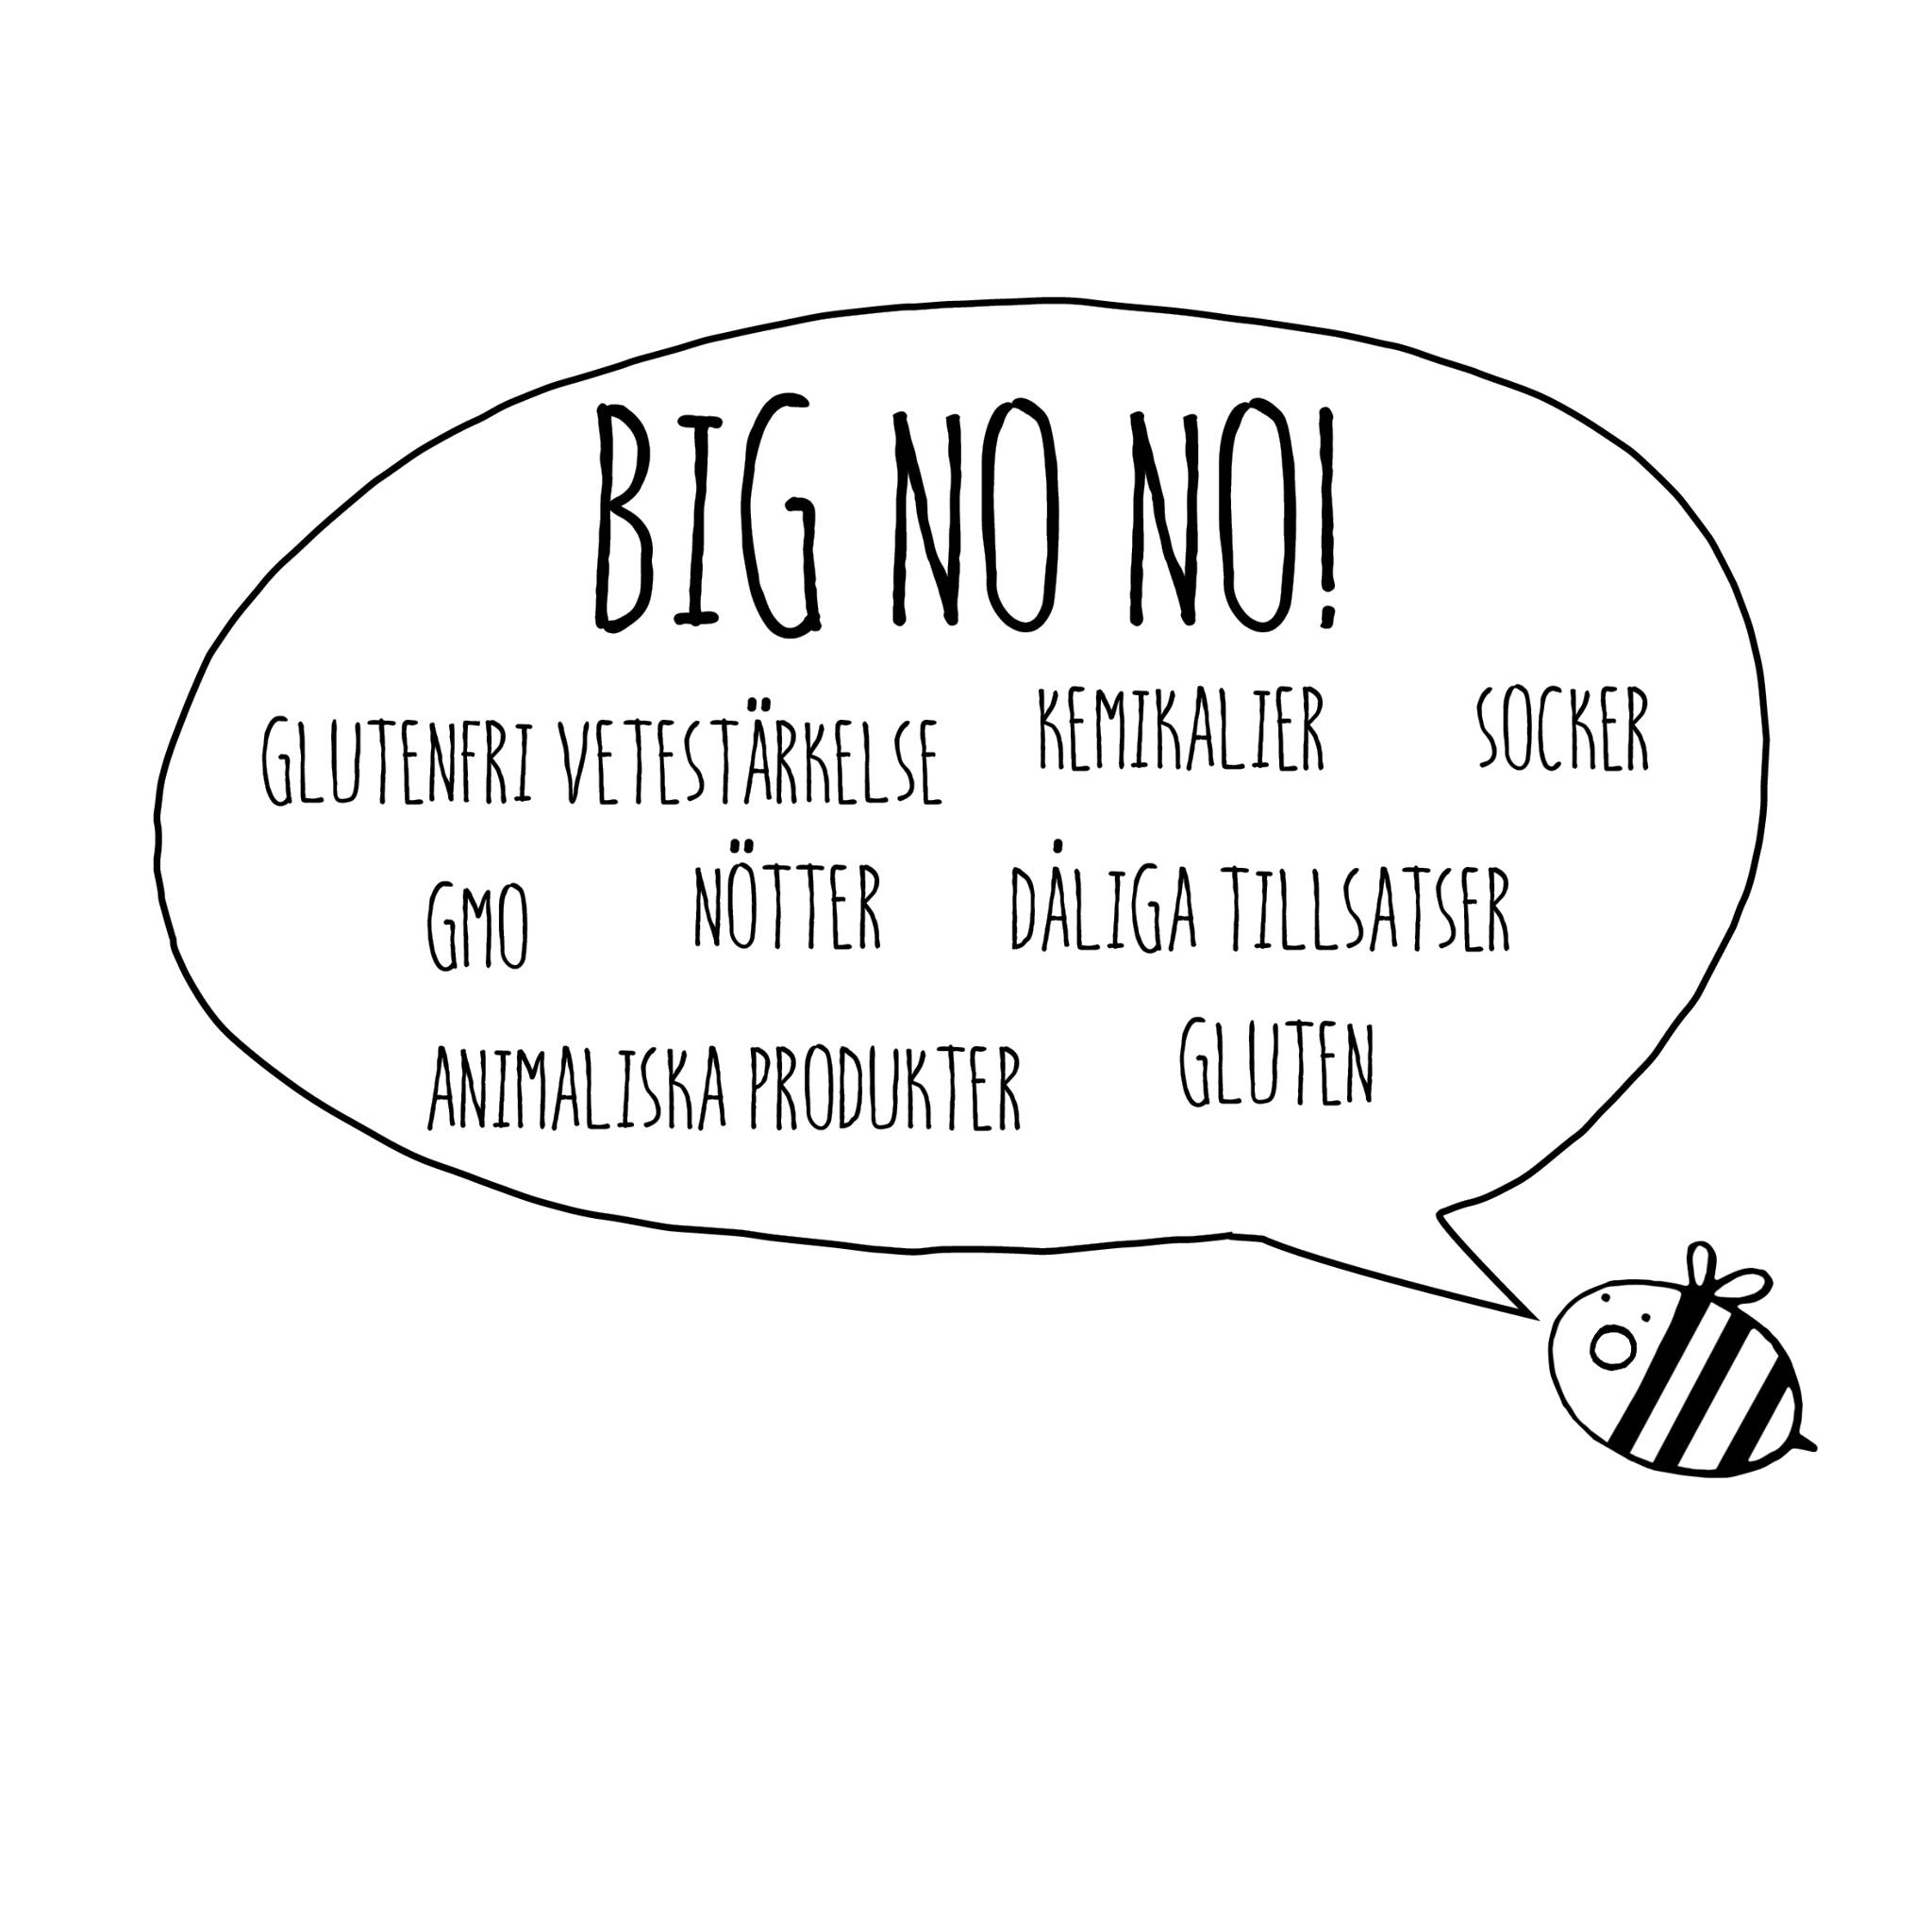 BIG NO NO!
GLUTENFRI VETESTÄRKELSE
KEMIKALIER
SOCKER
GMO
NÖTTER
DÅLIGA TILLSATSER
ANIMALISKA PRODUKTER
GLUTEN